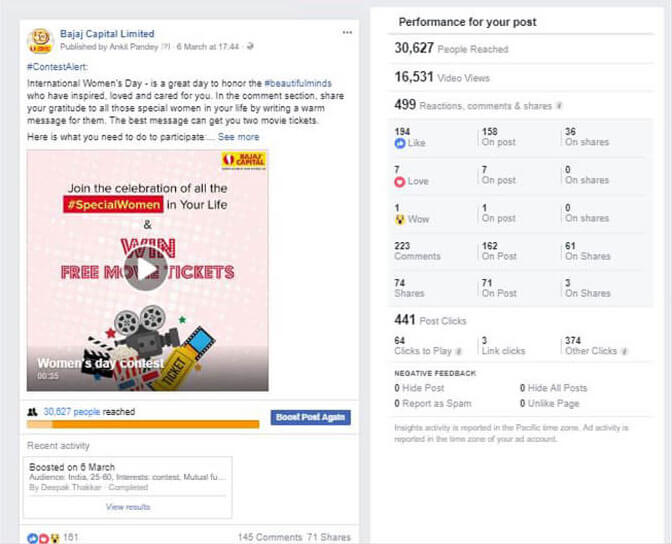 Bajaj Capital Limited
Published by Ankit Pandey [?] · 6 March at 17:44 ·
#ContestAlert:
International Women's Day - is a great day to honor the #beautifulminds
who have inspired, loved and cared for you. In the comment section, share
your gratitude to all those special women in your life by writing a warm
message for them. The best message can get you two movie tickets.
Here is what you need to do to participate:... See more
BAJAJ
CAPITAL
Join the celebration of all the
#SpecialWomen in Your Life
&
WIN
FREE MOVIE TICKETS
TICKET
Women's day contest
00:35
30,627 people reached
Boost Post Again
Recent activity
Boosted on 6 March
Audience: India, 25-60, Interests: contest, Mutual fu...
By Deepak Thakkar · Completed
View results
161
145 Comments 71 Shares
Performance for your post
30,627 People Reached
16,531 Video Views
499 Reactions, comments & shares
194 158 36
Like On post On shares
7 7 0
Love On post On shares
1 1 0
Wow On post On shares
223 162 61
Comments On Post On Shares
74 71 3
Shares On Post On Shares
441 Post Clicks
64 3 374
Clicks to Play Link clicks Other Clicks
NEGATIVE FEEDBACK
0 Hide Post 0 Hide All Posts
0 Report as Spam 0 Unlike Page
Insights activity is reported in the Pacific time zone. Ad activity is
reported in the time zone of your ad account.